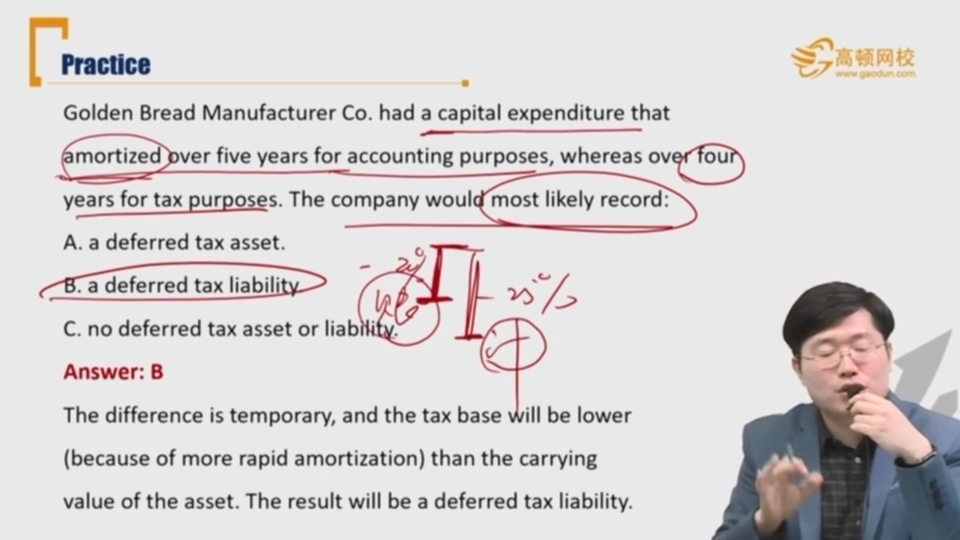 Practice
高顿网校
www.gaodun.com
Golden Bread Manufacturer Co. had a capital expenditure that
amortized over five years for accounting purposes, whereas over four
years for tax purposes. The company would most likely record:
A. a deferred tax asset.
B. a deferred tax liability
C. no deferred tax asset or liability.
Answer: B
The difference is temporary, and the tax base will be lower
(because of more rapid amortization) than the carrying
value of the asset. The result will be a deferred tax liability.